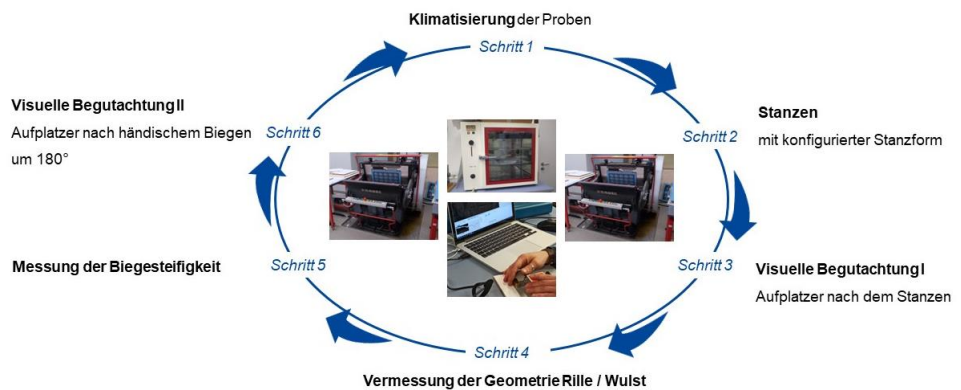 Klimatisierung der Proben
Schritt 1
Stanzen
mit konfigurierter Stanzform
Schritt 2
Visuelle Begutachtung I
Aufplatzer nach dem Stanzen
Schritt 3
Schritt 4
Vermessung der Geometrie Rille / Wulst
Messung der Biegesteifigkeit
Schritt 5
Visuelle Begutachtung II
Aufplatzer nach händischem Biegen
um 180°
Schritt 6